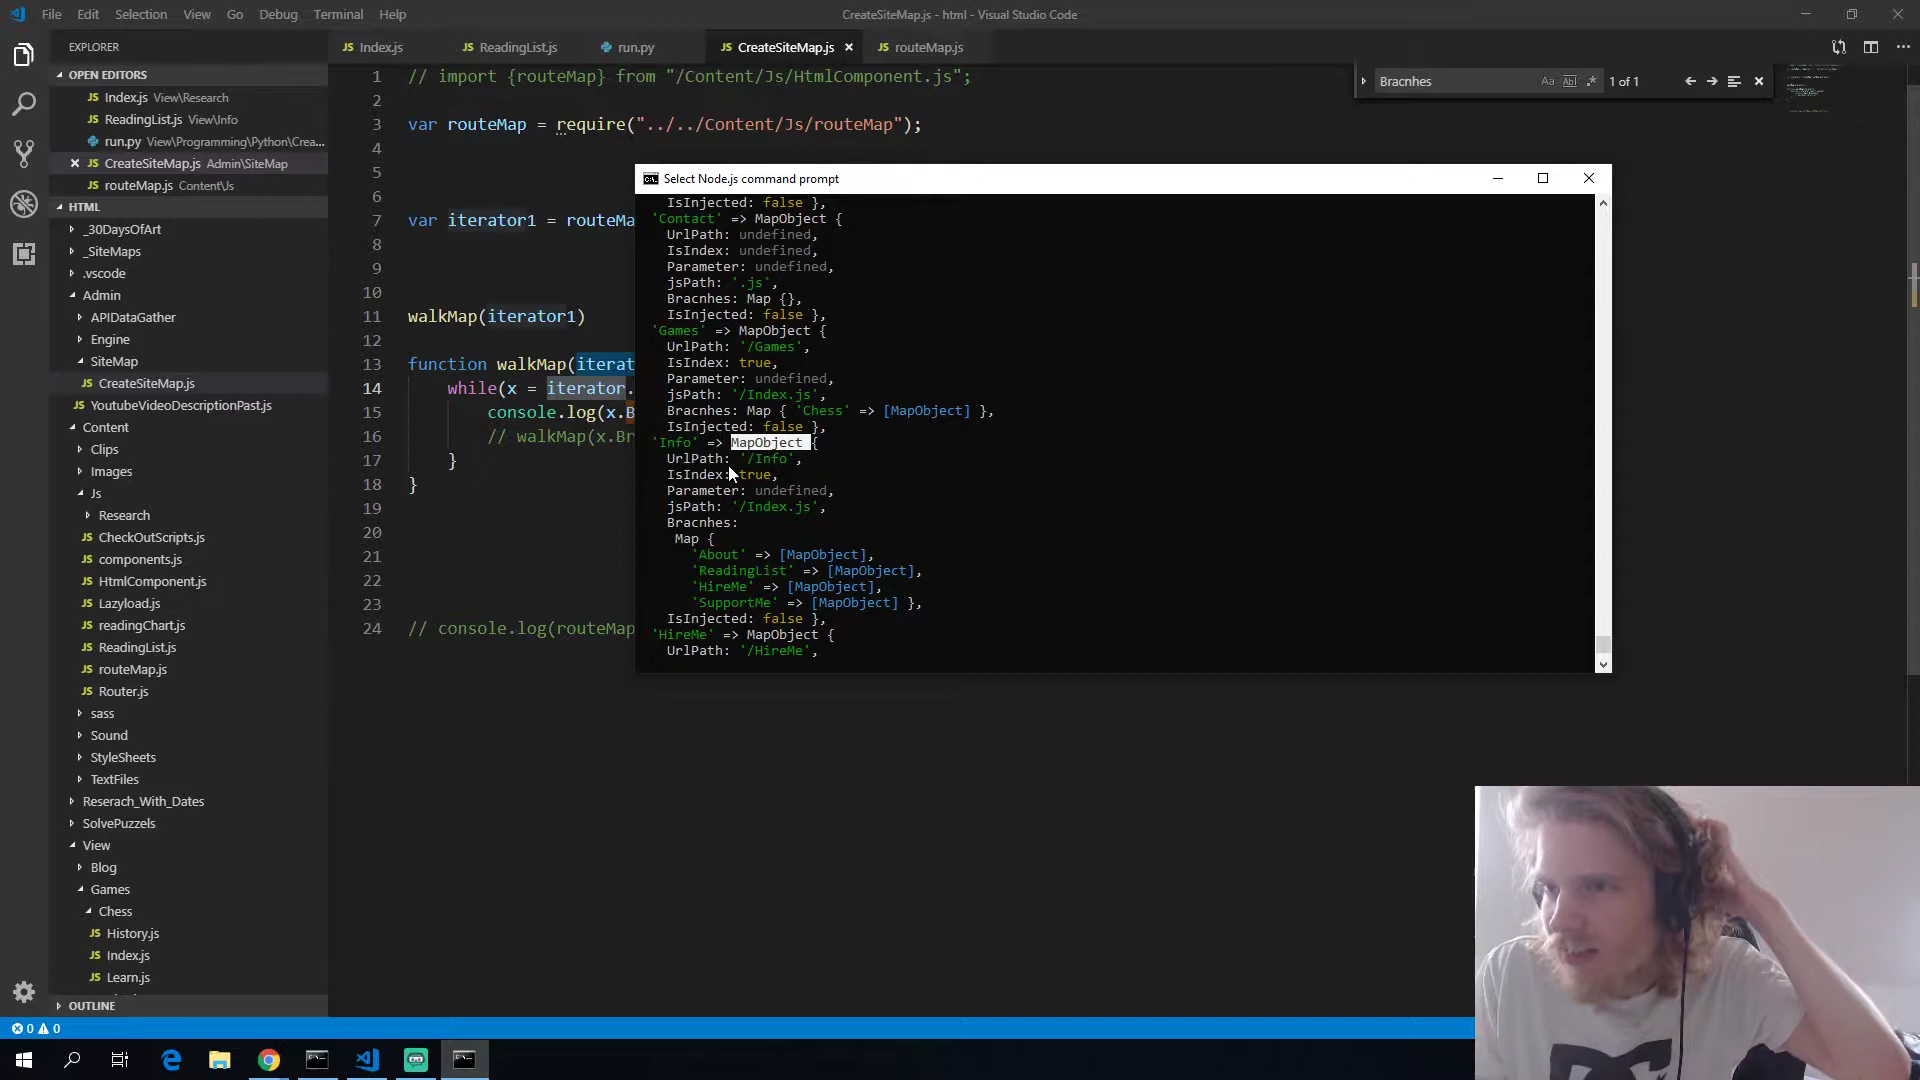 File Edit Selection View Go Debug Terminal Help
CreateSiteMap.js - html - Visual Studio Code
EXPLORER
OPEN EDITORS
Index.js View\Research
ReadingList.js View\Info
run.py View\Programming\Python\Crea...
CreateSiteMap.js Admin\SiteMap
routeMap.js Content\Js
HTML
_30DaysOfArt
_SiteMaps
.vscode
Admin
APIDataGather
Engine
SiteMap
CreateSiteMap.js
YoutubeVideoDescriptionPast.js
Content
Clips
Images
Js
Research
CheckOutScripts.js
components.js
HtmlComponent.js
Lazyload.js
readingChart.js
ReadingList.js
routeMap.js
Router.js
sass
Sound
StyleSheets
TextFiles
Reserach_With_Dates
SolvePuzzels
View
Blog
Games
Chess
History.js
Index.js
Learn.js
OUTLINE
Index.js ReadingList.js run.py CreateSiteMap.js routeMap.js
Bracnhes Aa Abl .* 1 of 1
1 // import {routeMap} from "/Content/Js/HtmlComponent.js";
2
3 var routeMap = require("../../Content/Js/routeMap");
4
5
6
7 var iterator1 = routeMa
8
9
10
11 walkMap(iterator1)
12
13 function walkMap(iterat
14 while(x = iterator.
15 console.log(x.B
16 // walkMap(x.Br
17 }
18 }
19
20
21
22
23
24 // console.log(routeMap
Select Node.js command prompt
IsInjected: false },
'Contact' => MapObject {
UrlPath: undefined,
IsIndex: undefined,
Parameter: undefined,
jsPath: '.js',
Bracnhes: Map {},
IsInjected: false },
'Games' => MapObject {
UrlPath: '/Games',
IsIndex: true,
Parameter: undefined,
jsPath: '/Index.js',
Bracnhes: Map { 'Chess' => [MapObject] },
IsInjected: false },
'Info' => MapObject {
UrlPath: '/Info',
IsIndex: true,
Parameter: undefined,
jsPath: '/Index.js',
Bracnhes:
Map {
'About' => [MapObject],
'ReadingList' => [MapObject],
'HireMe' => [MapObject],
'SupportMe' => [MapObject] },
IsInjected: false },
'HireMe' => MapObject {
UrlPath: '/HireMe',
0 0